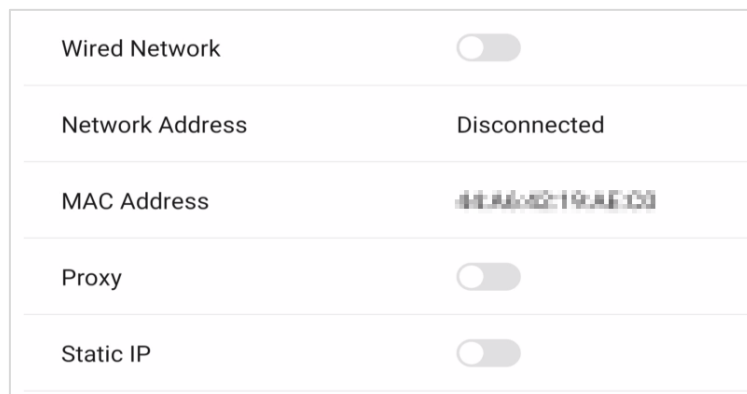 Wired Network
Network Address Disconnected
MAC Address
Proxy
Static IP